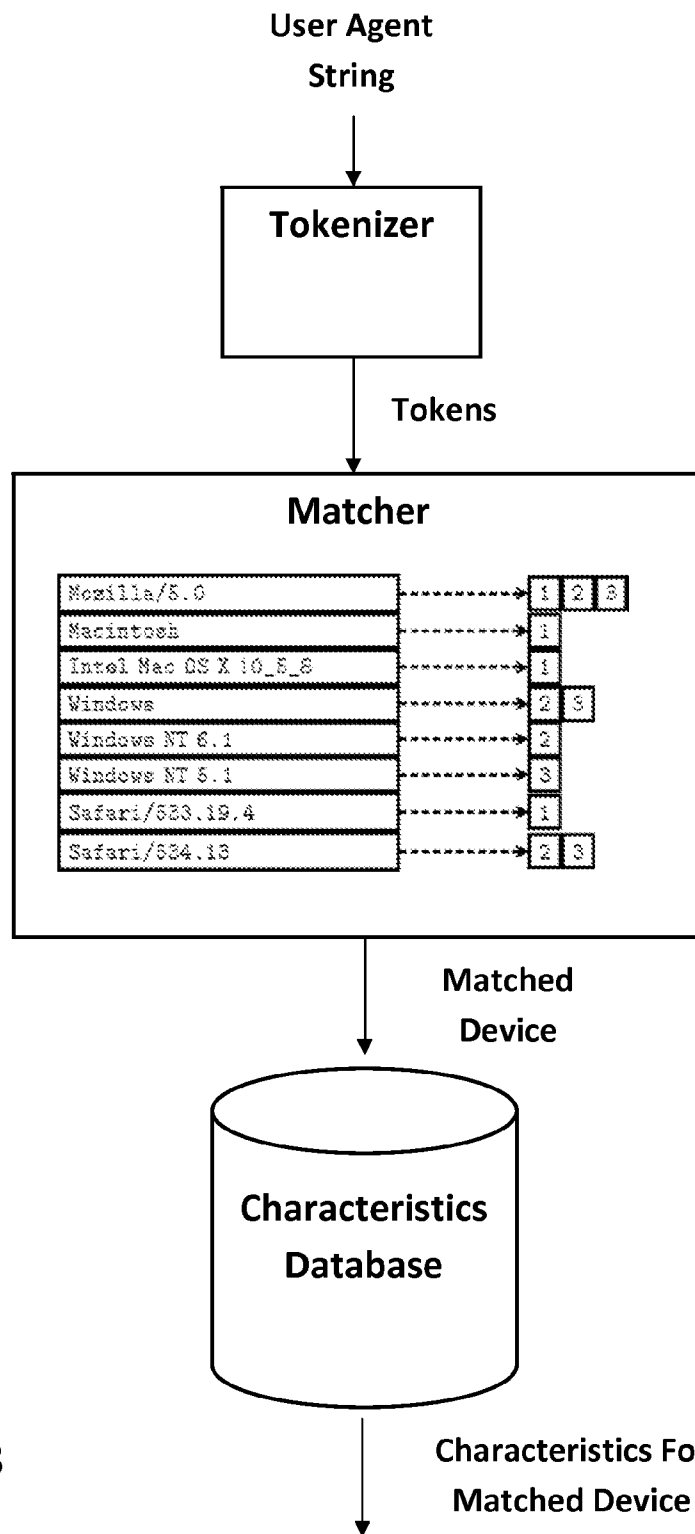 User Agent
String
Tokenizer
Tokens
Matcher
Mozilla/5.0 1 2 3
Macintosh 1
Intel Mac OS X 10_5_8 1
Windows 2 3
Windows NT 6.1 2
Windows NT 5.1 3
Safari/533.19.4 1
Safari/534.13 2 3
Matched
Device
Characteristics
Database
Characteristics Fo
Matched Device